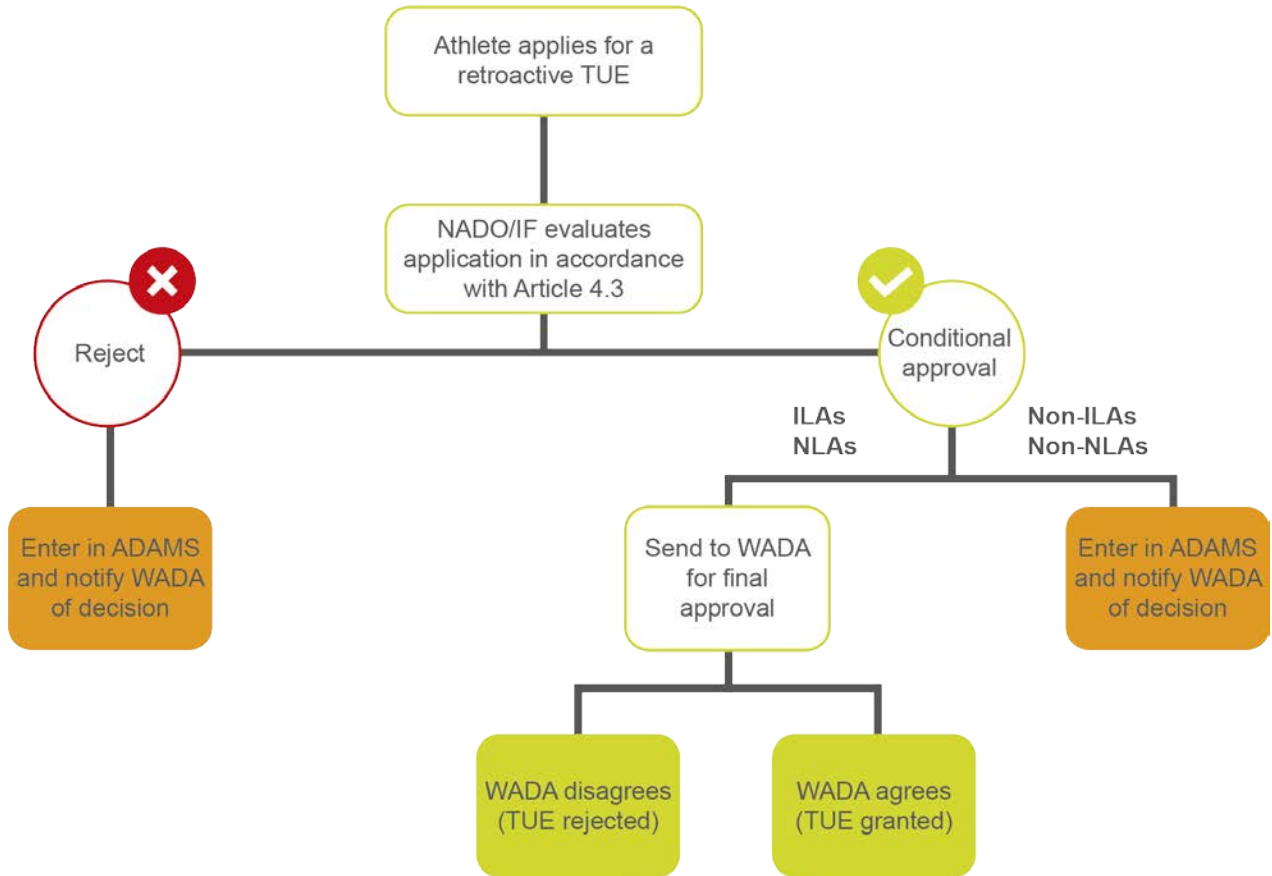 Athlete applies for a
retroactive TUE
NADO/IF evaluates
application in accordance
with Article 4.3
Reject
Conditional
approval
ILAs
NLAs
Non-ILAs
Non-NLAs
Enter in ADAMS
and notify WADA
of decision
Send to WADA
for final
approval
Enter in ADAMS
and notify WADA
of decision
WADA disagrees
(TUE rejected)
WADA agrees
(TUE granted)